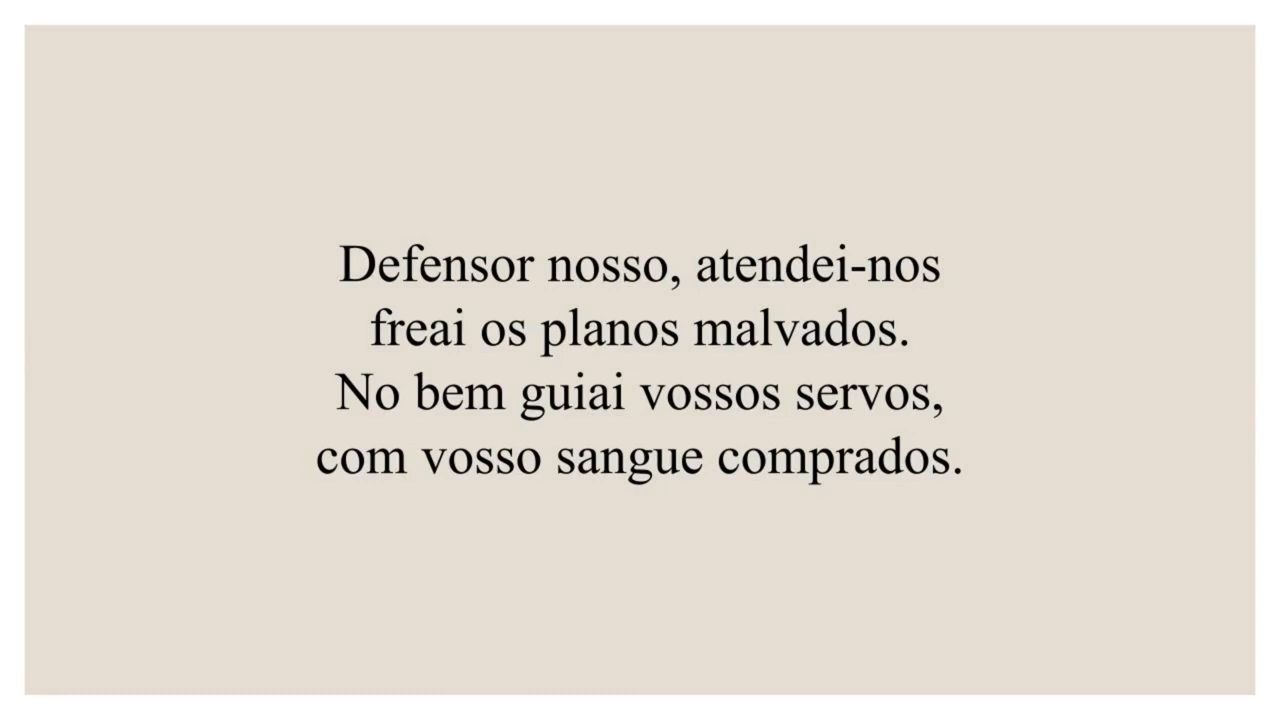 Defensor nosso, atendei-nos
freai os planos malvados.
No bem guiai vossos servos,
com vosso sangue comprados.